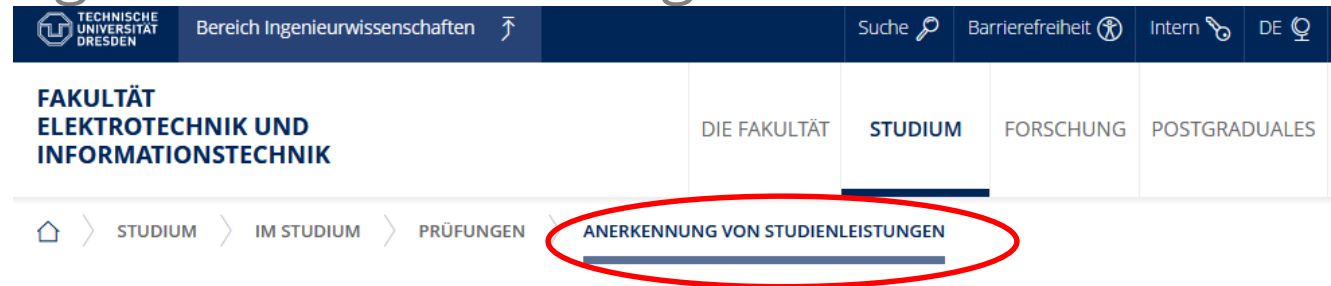 TECHNISCHE
UNIVERSITÄT
DRESDEN
Bereich Ingenieurwissenschaften
Suche
Barrierefreiheit
Intern
DE
FAKULTÄT
ELEKTROTECHNIK UND
INFORMATIONSTECHNIK
DIE FAKULTÄT
STUDIUM
FORSCHUNG
POSTGRADUALES
STUDIUM
IM STUDIUM
PRÜFUNGEN
ANERKENNUNG VON STUDIENLEISTUNGEN